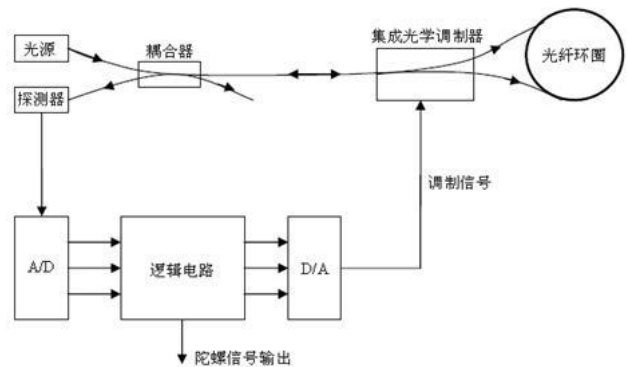 光源
耦合器
集成光学调制器
光纤环圈
探测器
调制信号
A/D
逻辑电路
D/A
陀螺信号输出